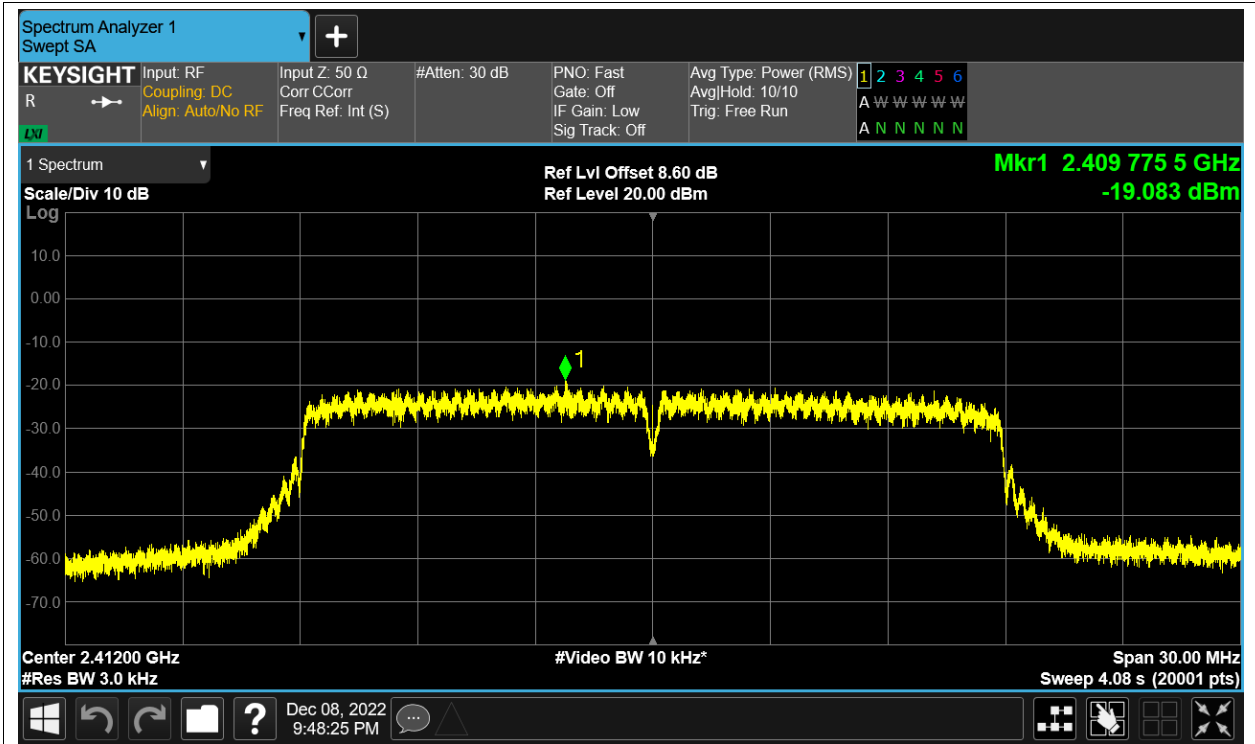 Spectrum Analyzer 1
Swept SA
+
KEYSIGHT
R
LXI
Input: RF
Coupling: DC
Align: Auto/No RF
Input Z: 50 Ω
Corr CCorr
Freq Ref: Int (S)
#Atten: 30 dB
PNO: Fast
Gate: Off
IF Gain: Low
Sig Track: Off
Avg Type: Power (RMS)
Avg|Hold: 10/10
Trig: Free Run
1 2 3 4 5 6
A W W W W W
A N N N N N
1 Spectrum
Scale/Div 10 dB
Log
Ref Lvl Offset 8.60 dB
Ref Level 20.00 dBm
Mkr1 2.409 775 5 GHz
-19.083 dBm
10.0
0.00
-10.0
-20.0
-30.0
-40.0
-50.0
-60.0
-70.0
1
Center 2.41200 GHz
#Res BW 3.0 kHz
#Video BW 10 kHz*
Span 30.00 MHz
Sweep 4.08 s (20001 pts)
?
Dec 08, 2022
9:48:25 PM